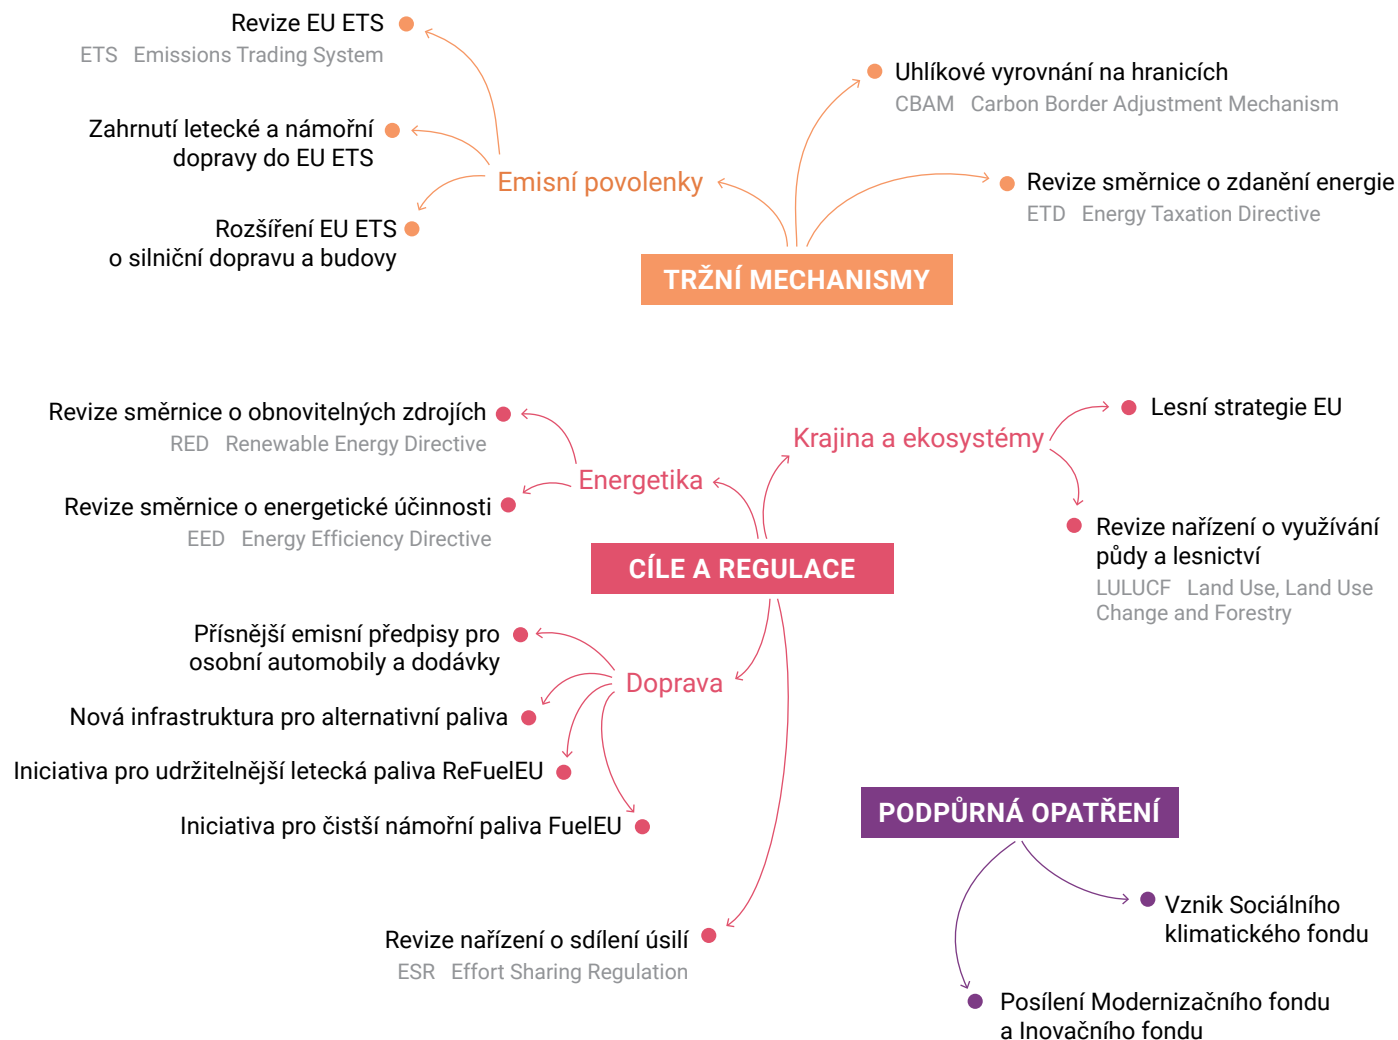 Revize EU ETS
ETS Emissions Trading System
Zahrnutí letecké a námořní
dopravy do EU ETS
Rozšíření EU ETS
o silniční dopravu a budovy
Emisní povolenky
Uhlíkové vyrovnání na hranicích
CBAM Carbon Border Adjustment Mechanism
Revize směrnice o zdanění energie
ETD Energy Taxation Directive
TRŽNÍ MECHANISMY
Revize směrnice o obnovitelných zdrojích
RED Renewable Energy Directive
Energetika
Revize směrnice o energetické účinnosti
EED Energy Efficiency Directive
Krajina a ekosystémy
Lesní strategie EU
Revize nařízení o využívání
půdy a lesnictví
LULUCF Land Use, Land Use
Change and Forestry
CÍLE A REGULACE
Přísnější emisní předpisy pro
osobní automobily a dodávky
Doprava
Nová infrastruktura pro alternativní paliva
Iniciativa pro udržitelnější letecká paliva ReFuelEU
Iniciativa pro čistší námořní paliva FuelEU
Revize nařízení o sdílení úsilí
ESR Effort Sharing Regulation
PODPŮRNÁ OPATŘENÍ
Vznik Sociálního
klimatického fondu
Posílení Modernizačního fondu
a Inovačního fondu